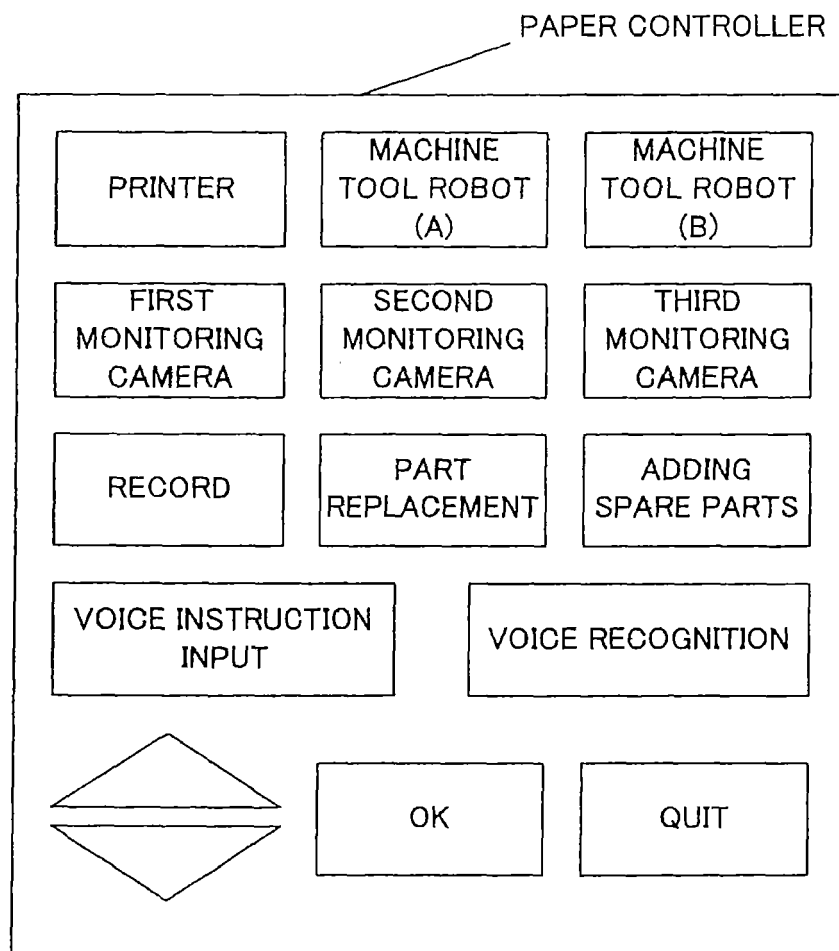 PAPER CONTROLLER
PRINTER
MACHINE
TOOL ROBOT
(A)
MACHINE
TOOL ROBOT
(B)
FIRST
MONITORING
CAMERA
SECOND
MONITORING
CAMERA
THIRD
MONITORING
CAMERA
RECORD
PART
REPLACEMENT
ADDING
SPARE PARTS
VOICE INSTRUCTION
INPUT
VOICE RECOGNITION
OK
QUIT